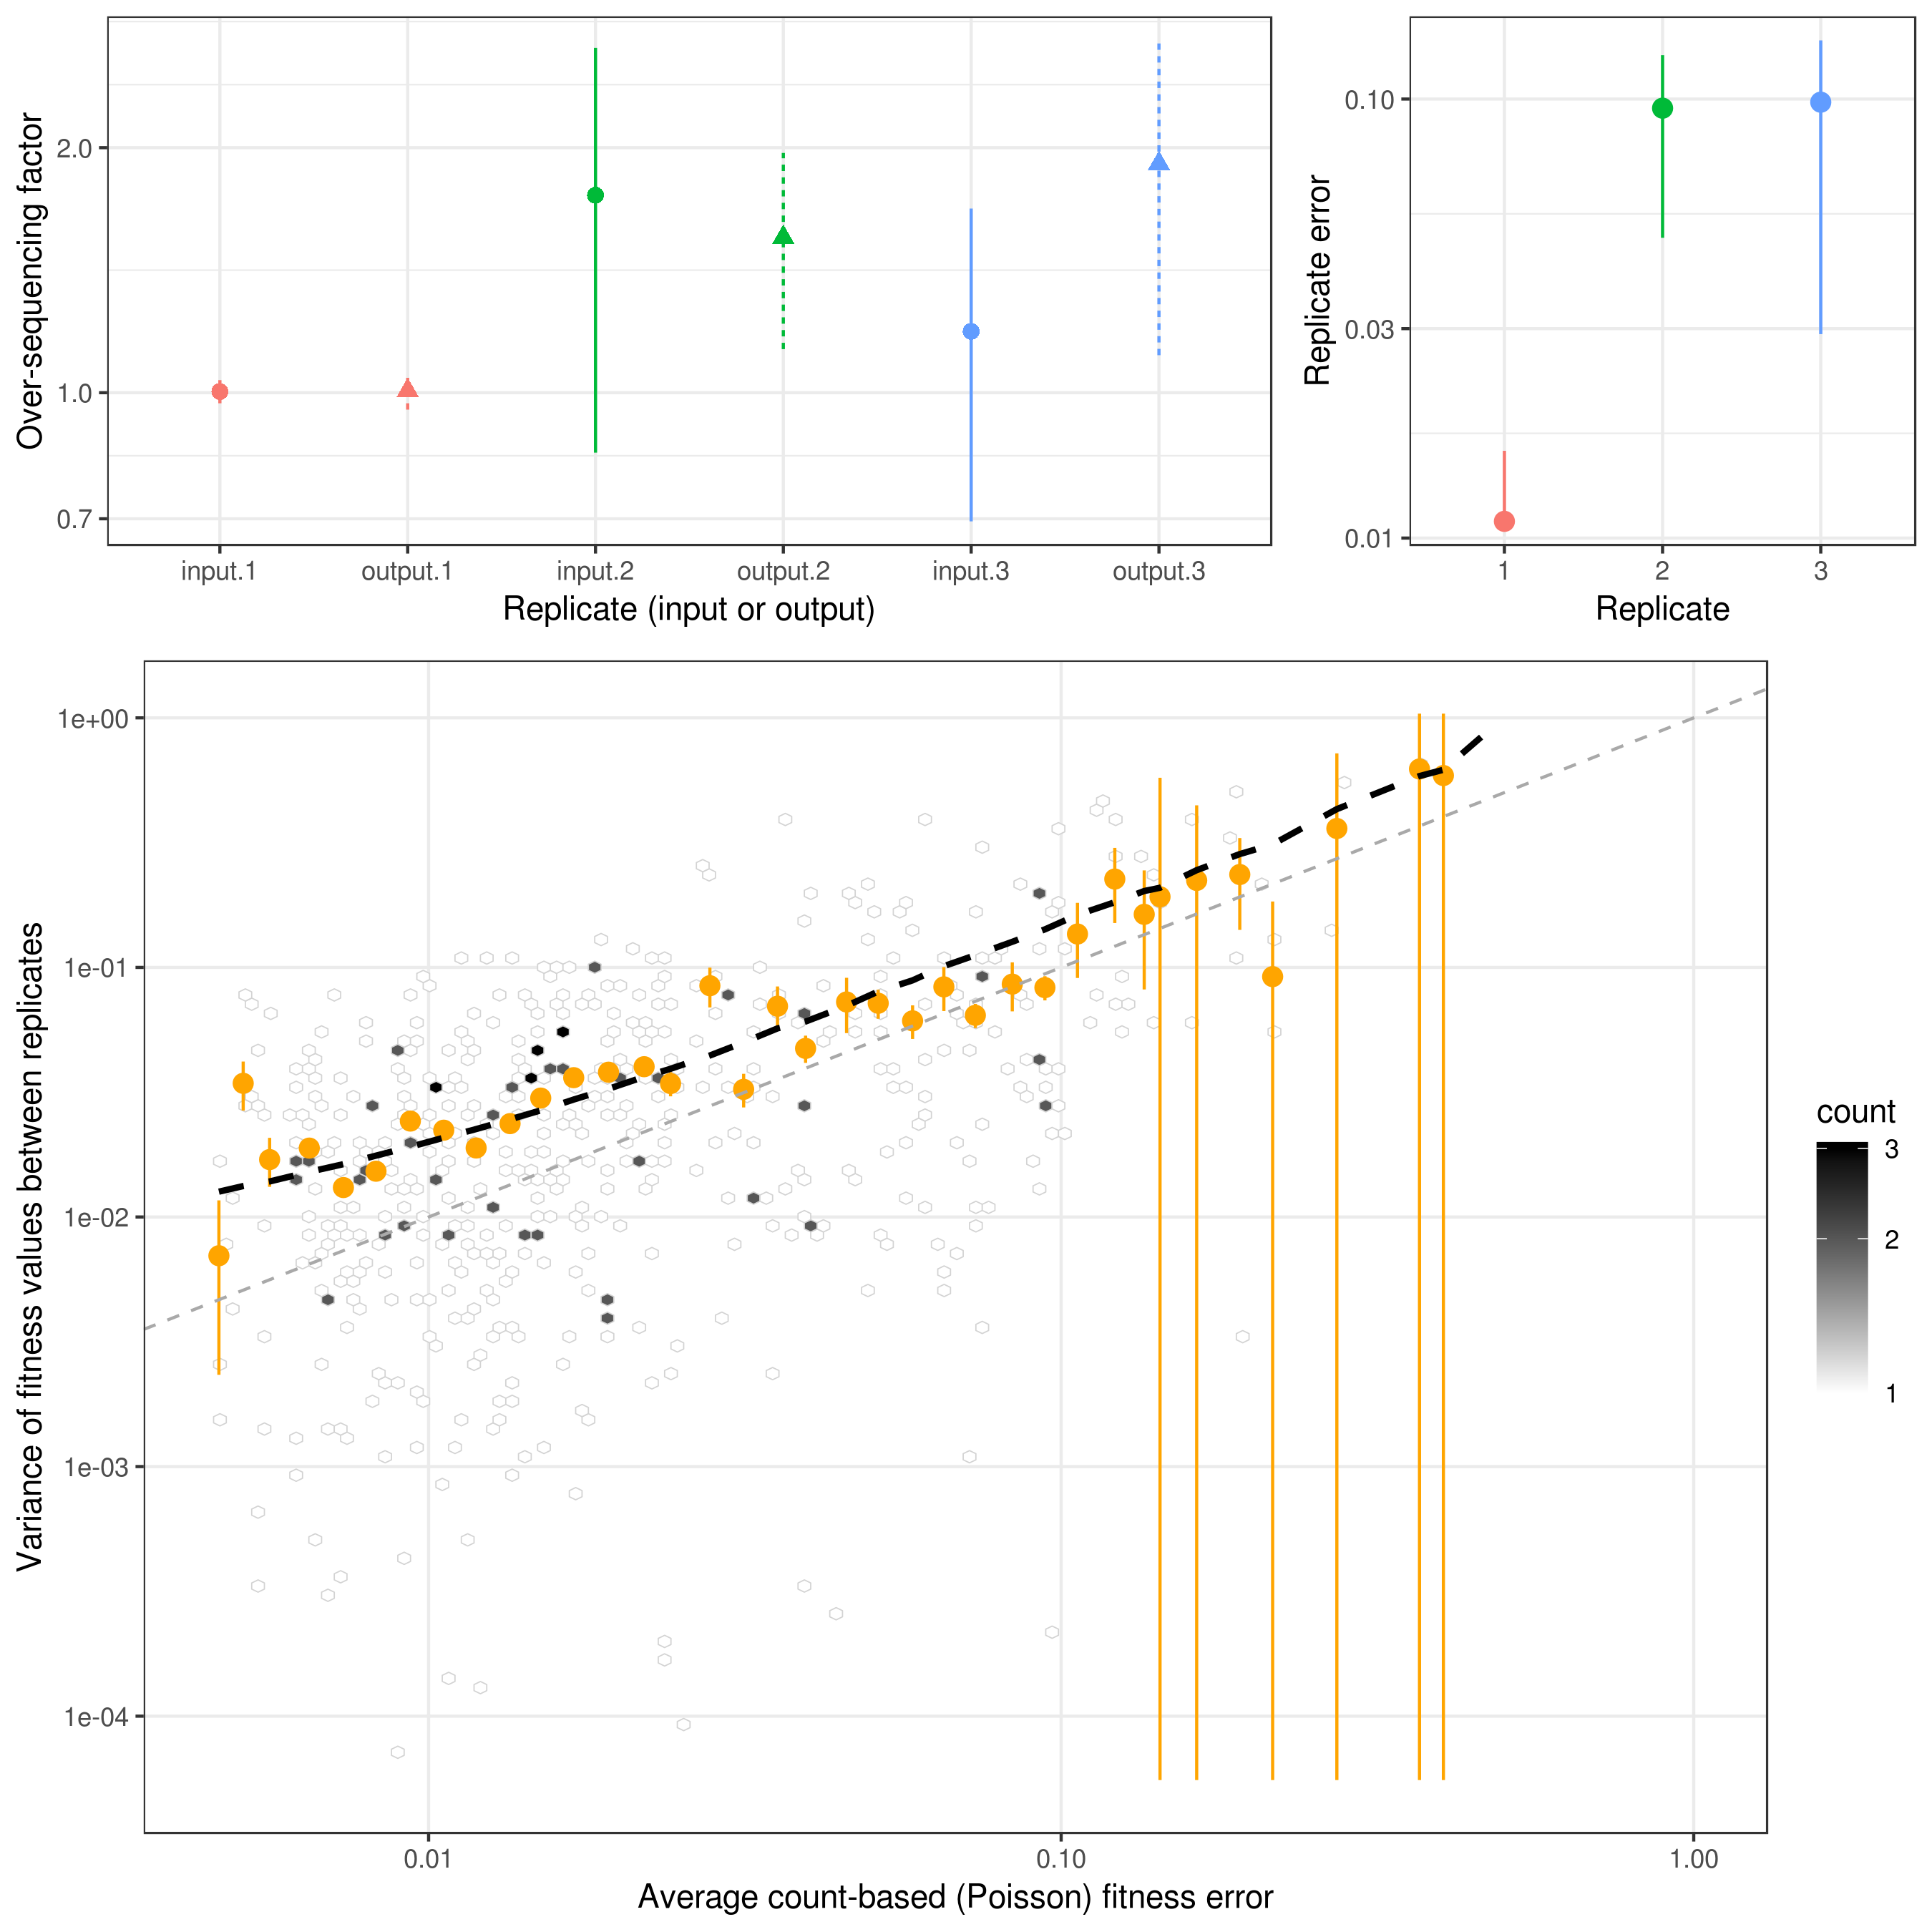 Over-sequencing factor
2.0
1.0
0.7
input.1 output.1 input.2 output.2 input.3 output.3
Replicate (input or output)
Replicate error
0.10
0.03
0.01
1 2 3
Replicate
Variance of fitness values between replicates
1e+00
1e-01
1e-02
1e-03
1e-04
0.01 0.10 1.00
Average count-based (Poisson) fitness error
count
3
2
1